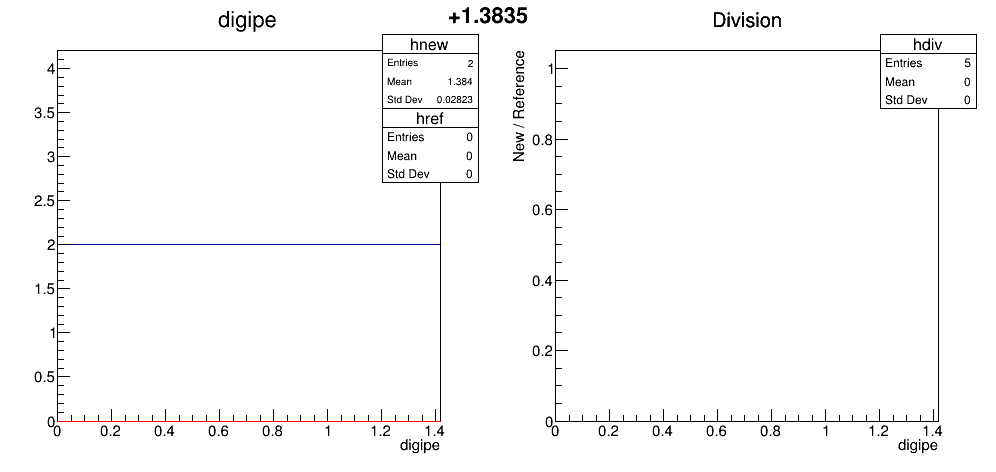 digipe
+1.3835
Division
hnew
Entries 2
Mean 1.384
Std Dev 0.02823
href
Entries 0
Mean 0
Std Dev 0
4
3.5
3
2.5
2
1.5
1
0.5
0
0 0.2 0.4 0.6 0.8 1 1.2 1.4
digipe
hdiv
Entries 5
Mean 0
Std Dev 0
New / Reference
1
0.8
0.6
0.4
0.2
0
0 0.2 0.4 0.6 0.8 1 1.2 1.4
digipe